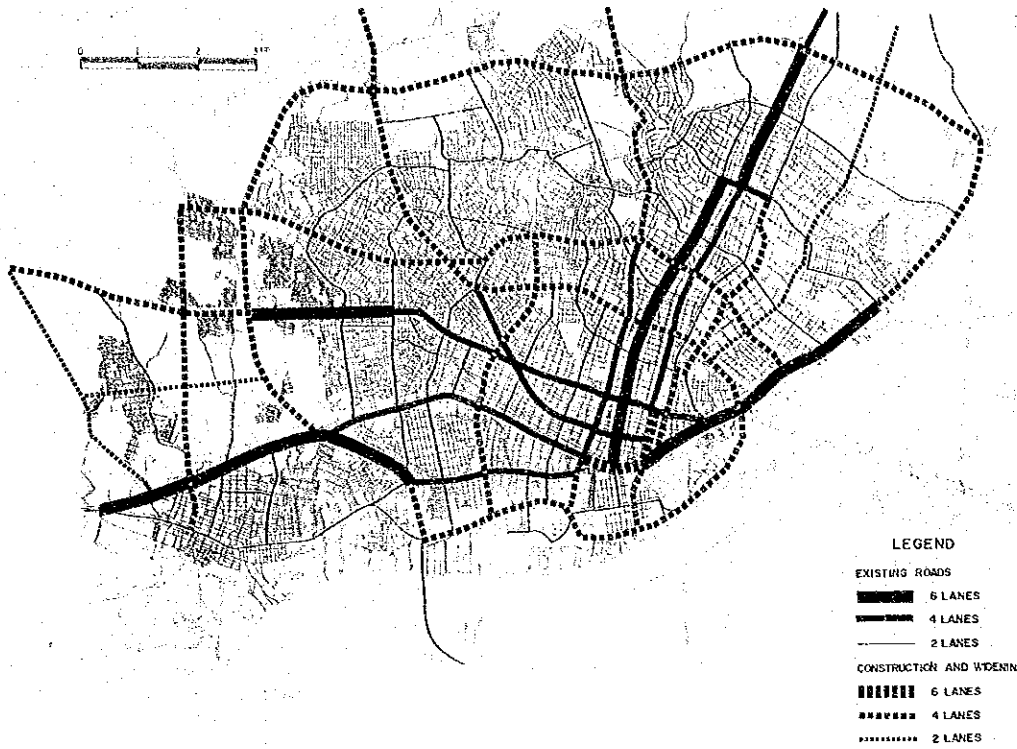 0 1 2
LEGEND
EXISTING ROADS
6 LANES
4 LANES
2 LANES
CONSTRUCTION AND WIDENIN
6 LANES
4 LANES
2 LANES